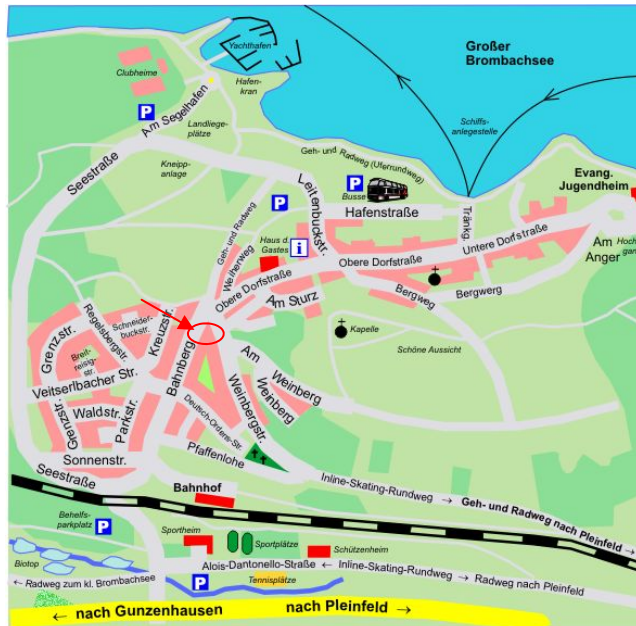 Yachthafen
Großer
Brombachsee
Clubheime
Hafen-
kran
P
Am Segelhafen
Landliege-
plätze
Schiffs-
anlegestelle
Seestraße
Kneipp-
anlage
Geh- und Radweg (Uferrundweg)
Evang.
Jugendheim
P
Busse
Leitenbuckstr.
Hafenstraße
P
Tränkg.
Geh- und Radweg
Weiherweg
Haus d.
Gastes
i
Untere Dorfstraße
Am
Anger
Hoch
gan
Obere Dorfstraße
Obere Dorfstraße
Bergweg
Bergwerg
Am Sturz
Kapelle
Schöne Aussicht
Grenzstr.
Regelsbergstr.
Schneider-
buckstr.
Kreuzstr.
Bahnberg
Breit-
reisig-
str.
Veitserlbacher Str.
Am
Weinberg
Weinberg
Weinbergstr.
Grenzstr.
Waldstr.
Parkstr.
Deutsch-Ordens-Str.
Pfaffenlohe
Sonnenstr.
Seestraße
Bahnhof
Inline-Skating-Rundweg → Geh- und Radweg nach Pleinfeld
Behelfs-
parkplatz
P
Sportheim
Sportplätze
Schützenheim
Biotop
Alois-Dantonello-Straße ← Inline-Skating-Rundweg → Radweg nach Pleinfeld
← Radweg zum kl. Brombachsee
P
Tennisplätze
← nach Gunzenhausen nach Pleinfeld →